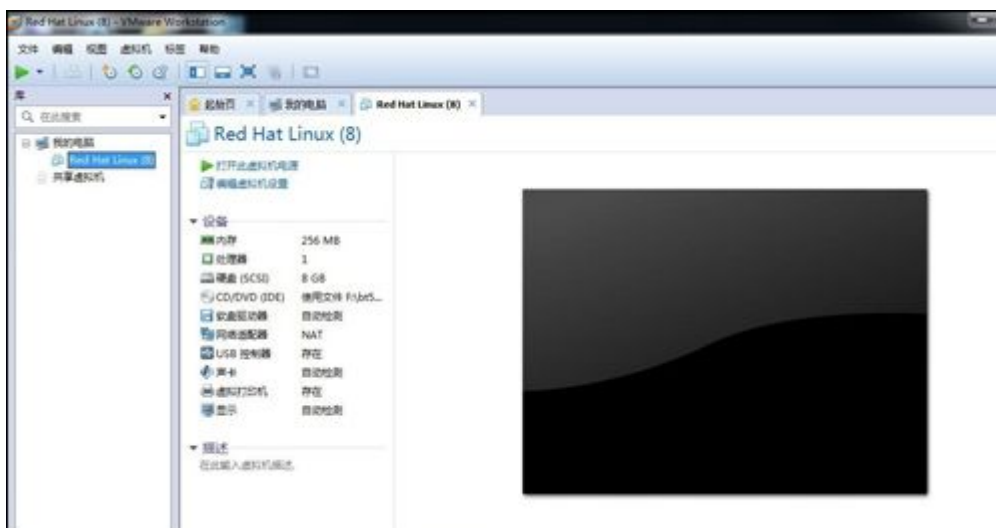 Red Hat Linux (8) - VMware Workstation
文件 编辑 视图 虚拟机 标签 帮助
库 ×
在此搜索
我的电脑
Red Hat Linux (8)
共享虚拟机
起始页 × 我的电脑 × Red Hat Linux (8) ×
Red Hat Linux (8)
打开此虚拟机电源
编辑虚拟机设置
设备
内存 256 MB
处理器 1
硬盘 (SCSI) 8 GB
CD/DVD (IDE) 使用文件 F:\bt5...
软盘驱动器 自动检测
网络适配器 NAT
USB 控制器 存在
声卡 自动检测
虚拟打印机 存在
显示 自动检测
描述
在此输入虚拟机描述